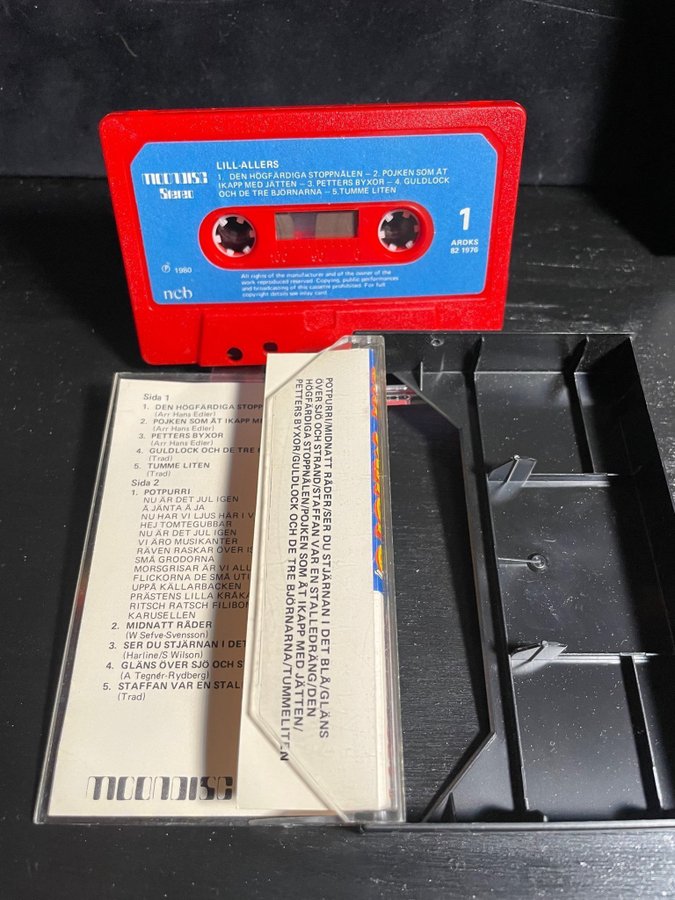 LILL-ALLERS
MOONDISC
Stereo
1. DEN HÖGFÄRDIGA STOPPNÅLEN – 2. POJKEN SOM ÅT
IKAPP MED JÄTTEN – 3. PETTERS BYXOR – 4. GULDLOCK
OCH DE TRE BJÖRNARNA – 5. TUMME LITEN
1
ARDKS
82 1976
℗ 1980
ncb
All rights of the manufacturer and of the owner of the
work reproduced reserved. Copying, public performances
and broadcasting of this cassette prohibited. For full
copyright details see inlay card.
Sida 1
1. DEN HÖGFÄRDIGA STOPP
(Arr Hans Edler)
2. POJKEN SOM ÅT IKAPP M
(Arr Hans Edler)
3. PETTERS BYXOR
(Arr Hans Edler)
4. GULDLOCK OCH DE TRE
(Trad)
5. TUMME LITEN
(Trad)
Sida 2
1. POTPURRI
NU ÄR DET JUL IGEN
Å JÄNTA Å JA
NU HAR VI LJUS HÄR I V
HEJ TOMTEGUBBAR
NU ÄR DET JUL IGEN
VI ÄRO MUSIKANTER
RÄVEN RASKAR ÖVER IS
SMÅ GRODORNA
MORSGRISAR ÄR VI ALL
FLICKORNA DE SMÅ UTI
UPPÅ KÄLLARBACKEN
PRÄSTENS LILLA KRÅKA
RITSCH RATSCH FILIBOM
KARUSELLEN
2. MIDNATT RÅDER
(W Sefve-Svensson)
3. SER DU STJÄRNAN I DET
(Harline/S Wilson)
4. GLÄNS ÖVER SJÖ OCH S
(A Tegnér-Rydberg)
5. STAFFAN VAR EN STAL
(Trad)
MOONDISC
POTPURRI/MIDNATT RÅDER/SER DU STJÄRNAN I DET BLÅ/GLÄNS
ÖVER SJÖ OCH STRAND/STAFFAN VAR EN STALLEDRÄNG/DEN
HÖGFÄRDIGA STOPPNÅLEN/POJKEN SOM ÅT IKAPP MED JÄTTEN/
PETTERS BYXOR/GULDLOCK OCH DE TRE BJÖRNARNA/TUMMELITEN